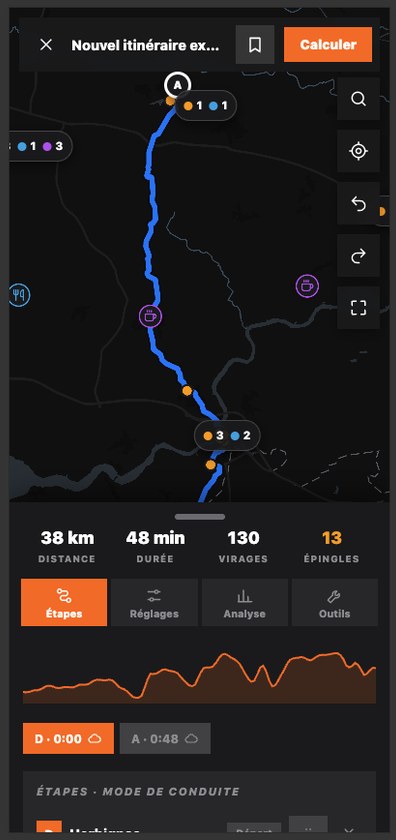 Nouvel itinéraire ex...
Calculer
A
1 1
1 3
3 2
38 km
48 min
130
13
DISTANCE
DURÉE
VIRAGES
ÉPINGLES
Étapes
Réglages
Analyse
Outils
D · 0:00
A · 0:48
ÉTAPES · MODE DE CONDUITE
Départ